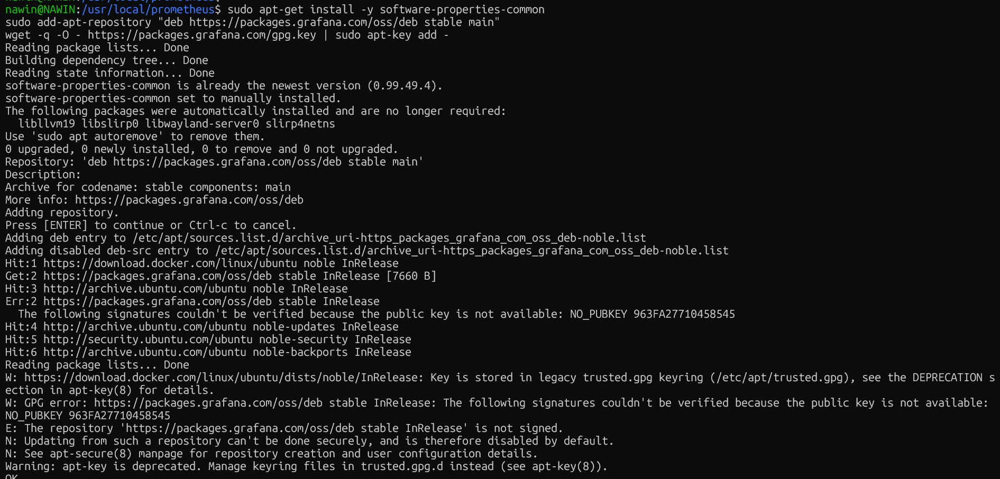 nawin@NAWIN:/usr/local/prometheus$
nawin@NAWIN:/usr/local/prometheus$ sudo apt-get install -y software-properties-common
sudo add-apt-repository "deb https://packages.grafana.com/oss/deb stable main"
wget -q -O - https://packages.grafana.com/gpg.key | sudo apt-key add -
Reading package lists... Done
Building dependency tree... Done
Reading state information... Done
software-properties-common is already the newest version (0.99.49.4).
software-properties-common set to manually installed.
The following packages were automatically installed and are no longer required:
  libllvm19 libslirp0 libwayland-server0 slirp4netns
Use 'sudo apt autoremove' to remove them.
0 upgraded, 0 newly installed, 0 to remove and 0 not upgraded.
Repository: 'deb https://packages.grafana.com/oss/deb stable main'
Description:
Archive for codename: stable components: main
More info: https://packages.grafana.com/oss/deb
Adding repository.
Press [ENTER] to continue or Ctrl-c to cancel.
Adding deb entry to /etc/apt/sources.list.d/archive_uri-https_packages_grafana_com_oss_deb-noble.list
Adding disabled deb-src entry to /etc/apt/sources.list.d/archive_uri-https_packages_grafana_com_oss_deb-noble.list
Hit:1 https://download.docker.com/linux/ubuntu noble InRelease
Get:2 https://packages.grafana.com/oss/deb stable InRelease [7660 B]
Hit:3 http://archive.ubuntu.com/ubuntu noble InRelease
Err:2 https://packages.grafana.com/oss/deb stable InRelease
  The following signatures couldn't be verified because the public key is not available: NO_PUBKEY 963FA27710458545
Hit:4 http://archive.ubuntu.com/ubuntu noble-updates InRelease
Hit:5 http://security.ubuntu.com/ubuntu noble-security InRelease
Hit:6 http://archive.ubuntu.com/ubuntu noble-backports InRelease
Reading package lists... Done
W: https://download.docker.com/linux/ubuntu/dists/noble/InRelease: Key is stored in legacy trusted.gpg keyring (/etc/apt/trusted.gpg), see the DEPRECATION s
ection in apt-key(8) for details.
W: GPG error: https://packages.grafana.com/oss/deb stable InRelease: The following signatures couldn't be verified because the public key is not available:
NO_PUBKEY 963FA27710458545
E: The repository 'https://packages.grafana.com/oss/deb stable InRelease' is not signed.
N: Updating from such a repository can't be done securely, and is therefore disabled by default.
N: See apt-secure(8) manpage for repository creation and user configuration details.
Warning: apt-key is deprecated. Manage keyring files in trusted.gpg.d instead (see apt-key(8)).
OK